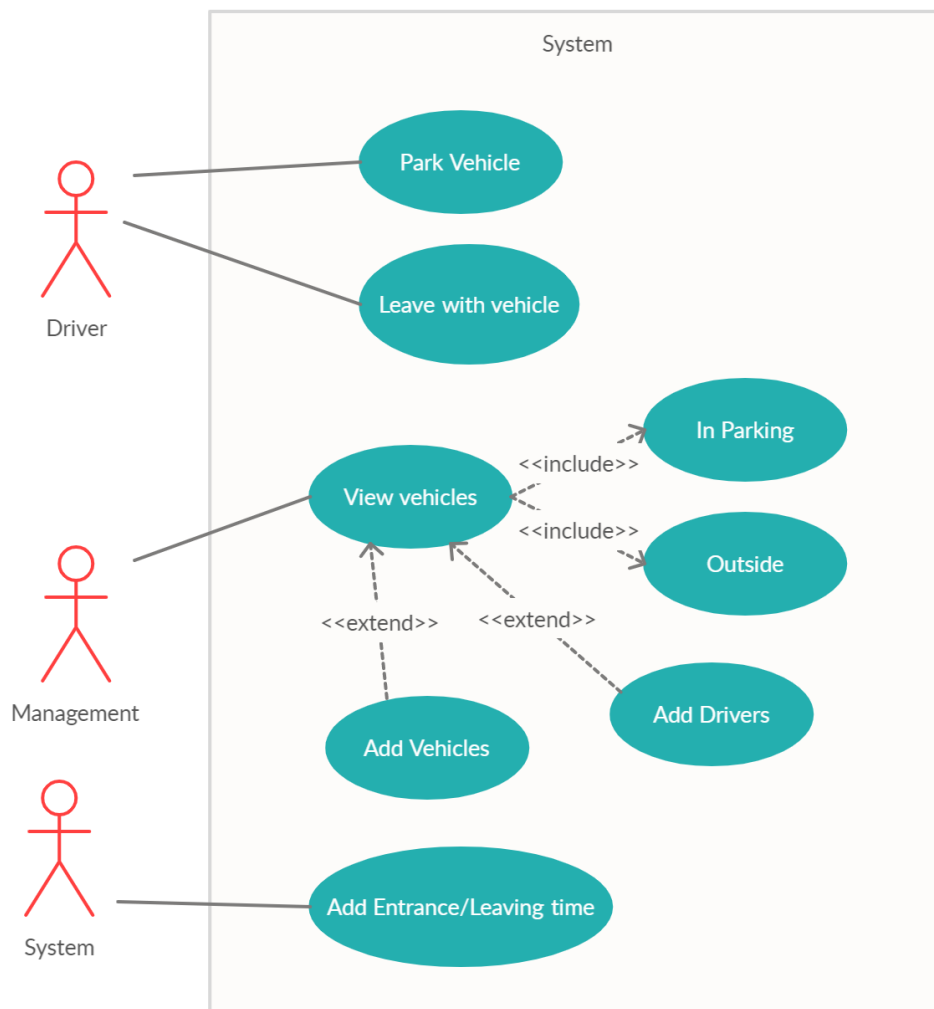 System
Park Vehicle
Leave with vehicle
Driver
In Parking
<<include>>
View vehicles
<<include>>
Outside
<<extend>>
<<extend>>
Management
Add Drivers
Add Vehicles
Add Entrance/Leaving time
System